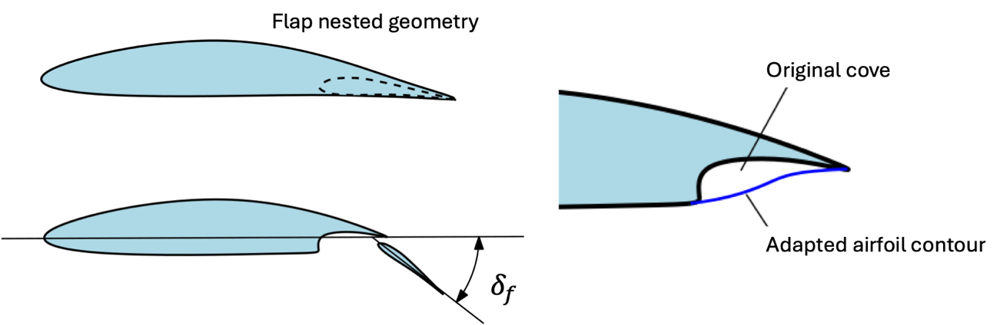 Flap nested geometry
Original cove
δf
Adapted airfoil contour